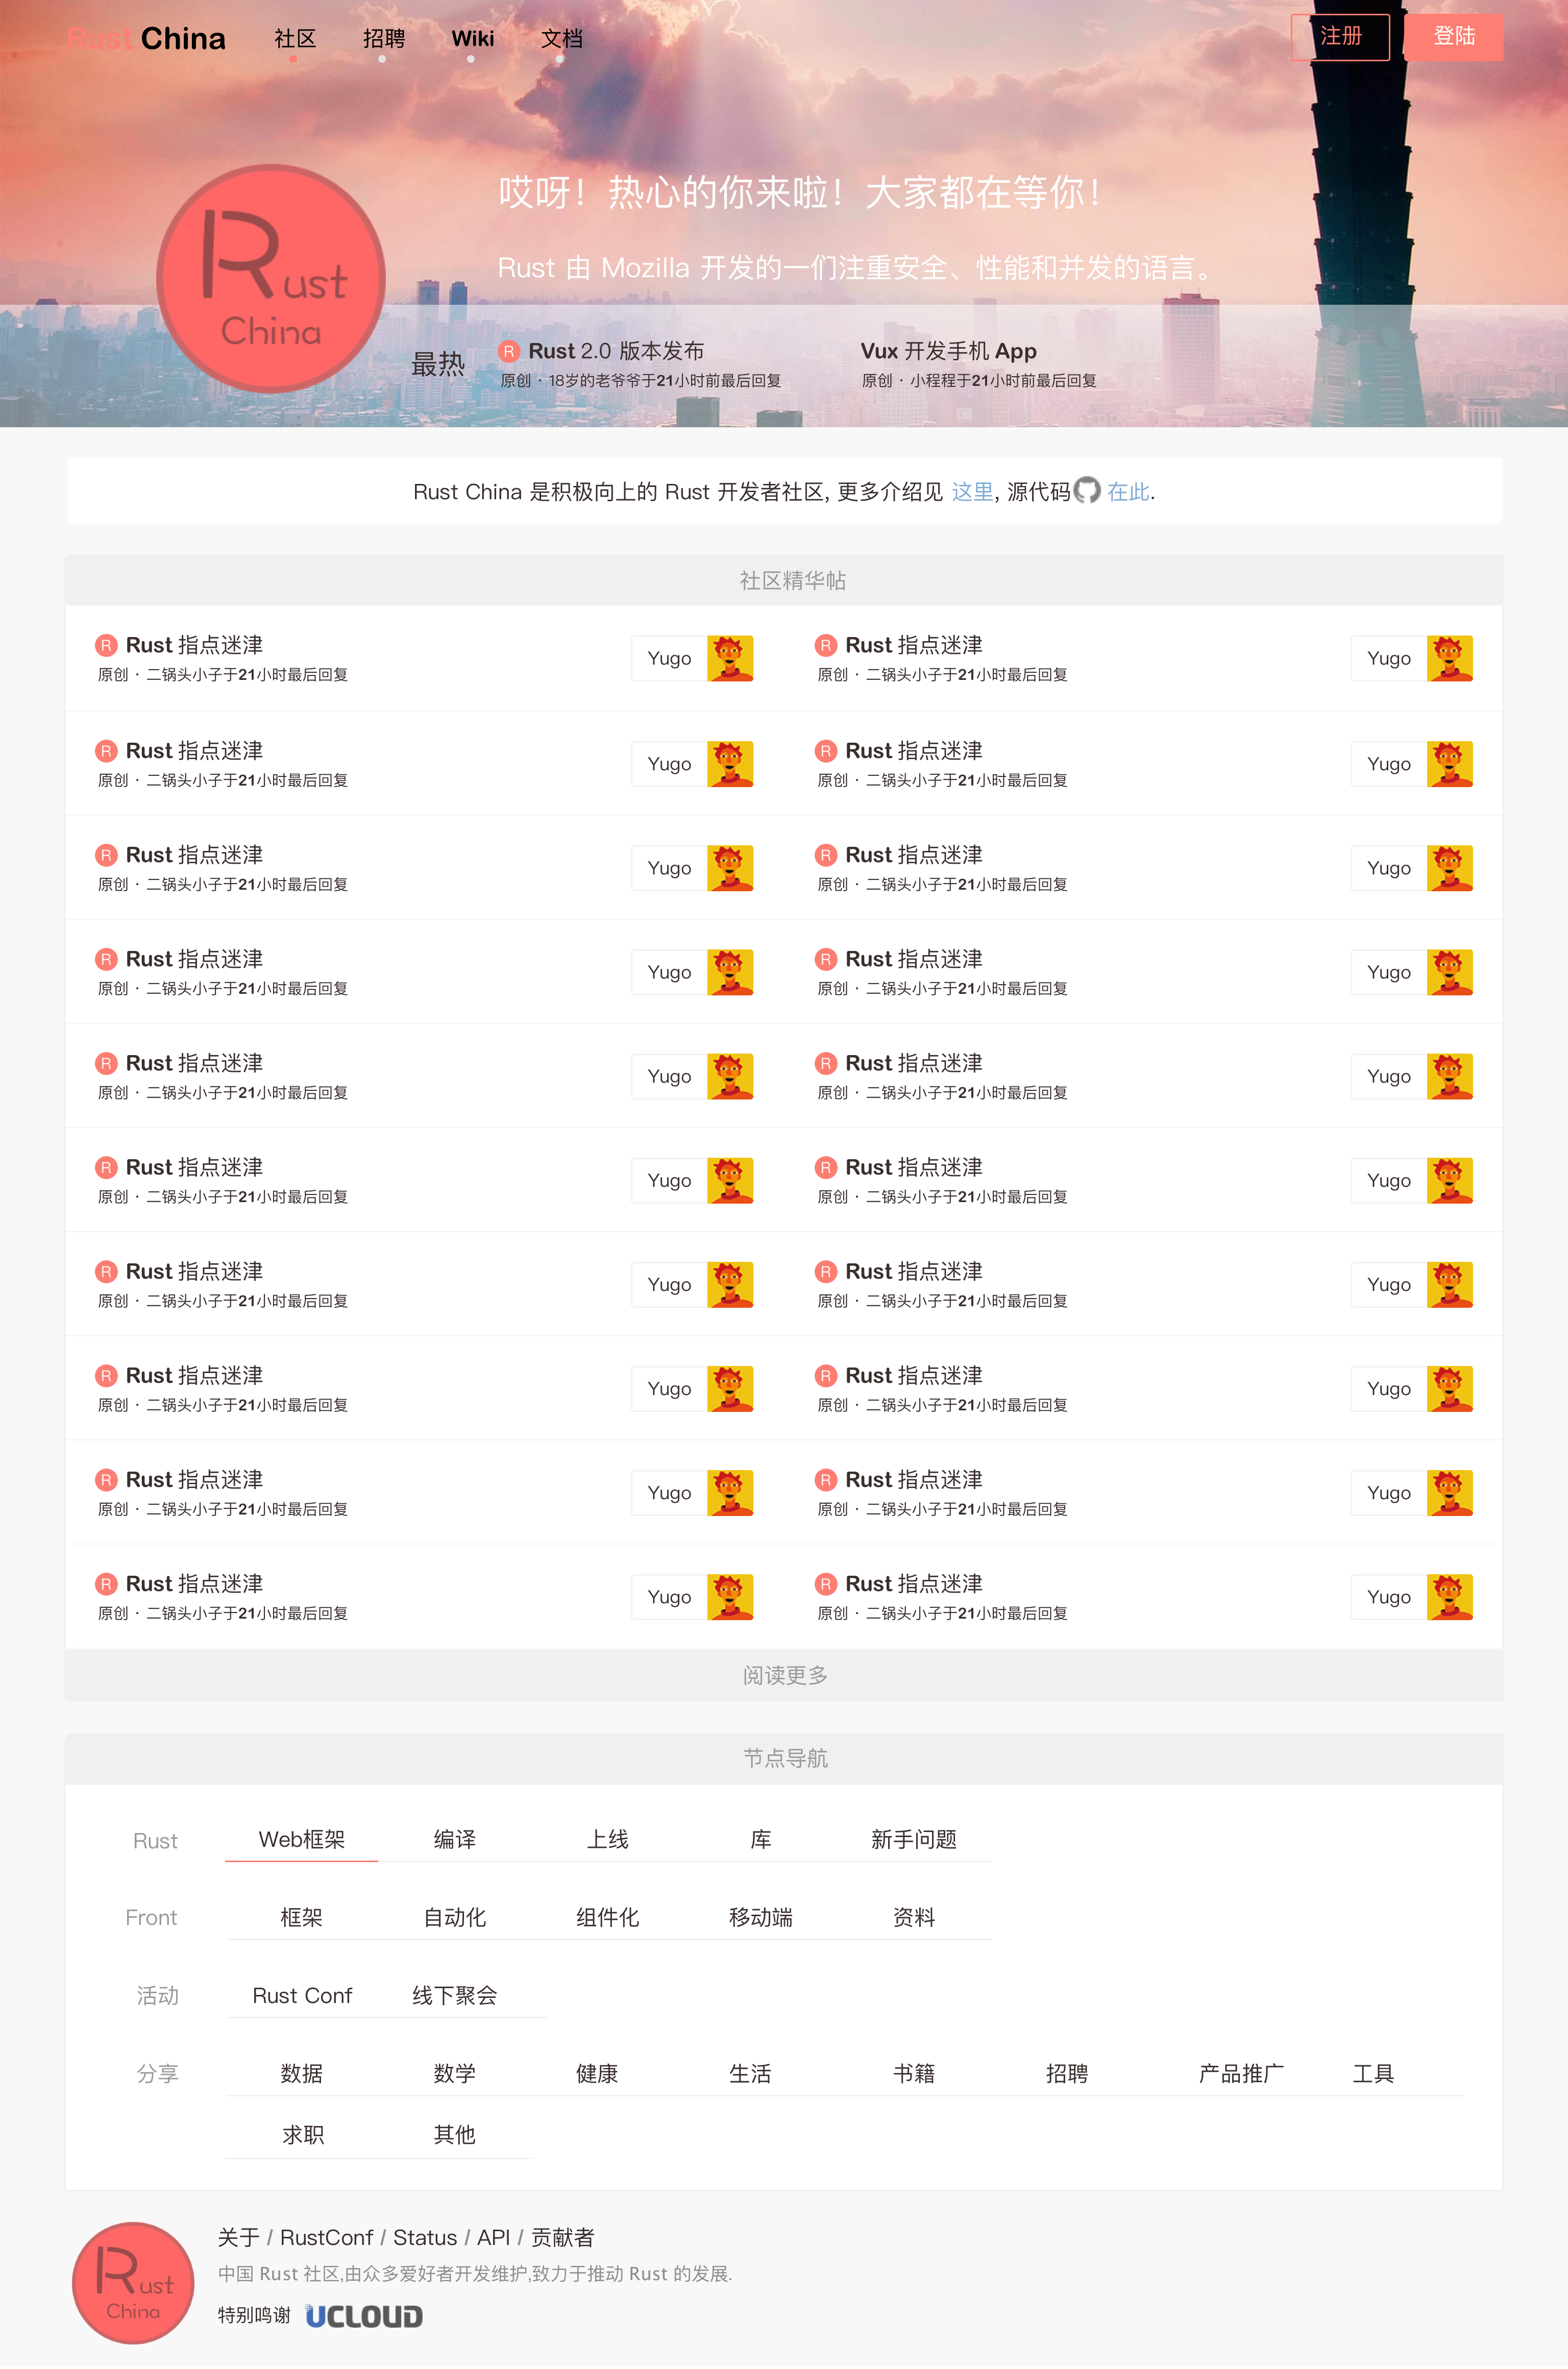 Rust China 社区 招聘 Wiki 文档 注册 登陆
哎呀！热心的你来啦！大家都在等你！
Rust 由 Mozilla 开发的一们注重安全、性能和并发的语言。
Rust
China
最热
R Rust 2.0 版本发布
原创 · 18岁的老爷爷于21小时前最后回复
Vux 开发手机 App
原创 · 小程程于21小时前最后回复
Rust China 是积极向上的 Rust 开发者社区, 更多介绍见 这里, 源代码 在此.
社区精华帖
R Rust 指点迷津
原创 · 二锅头小子于21小时最后回复
Yugo
R Rust 指点迷津
原创 · 二锅头小子于21小时最后回复
Yugo
R Rust 指点迷津
原创 · 二锅头小子于21小时最后回复
Yugo
R Rust 指点迷津
原创 · 二锅头小子于21小时最后回复
Yugo
R Rust 指点迷津
原创 · 二锅头小子于21小时最后回复
Yugo
R Rust 指点迷津
原创 · 二锅头小子于21小时最后回复
Yugo
R Rust 指点迷津
原创 · 二锅头小子于21小时最后回复
Yugo
R Rust 指点迷津
原创 · 二锅头小子于21小时最后回复
Yugo
R Rust 指点迷津
原创 · 二锅头小子于21小时最后回复
Yugo
R Rust 指点迷津
原创 · 二锅头小子于21小时最后回复
Yugo
R Rust 指点迷津
原创 · 二锅头小子于21小时最后回复
Yugo
R Rust 指点迷津
原创 · 二锅头小子于21小时最后回复
Yugo
R Rust 指点迷津
原创 · 二锅头小子于21小时最后回复
Yugo
R Rust 指点迷津
原创 · 二锅头小子于21小时最后回复
Yugo
R Rust 指点迷津
原创 · 二锅头小子于21小时最后回复
Yugo
R Rust 指点迷津
原创 · 二锅头小子于21小时最后回复
Yugo
R Rust 指点迷津
原创 · 二锅头小子于21小时最后回复
Yugo
R Rust 指点迷津
原创 · 二锅头小子于21小时最后回复
Yugo
R Rust 指点迷津
原创 · 二锅头小子于21小时最后回复
Yugo
R Rust 指点迷津
原创 · 二锅头小子于21小时最后回复
Yugo
阅读更多
节点导航
Rust Web框架 编译 上线 库 新手问题
Front 框架 自动化 组件化 移动端 资料
活动 Rust Conf 线下聚会
分享 数据 数学 健康 生活 书籍 招聘 产品推广 工具
求职 其他
Rust
China
关于 / RustConf / Status / API / 贡献者
中国 Rust 社区,由众多爱好者开发维护,致力于推动 Rust 的发展.
特别鸣谢 UCLOUD